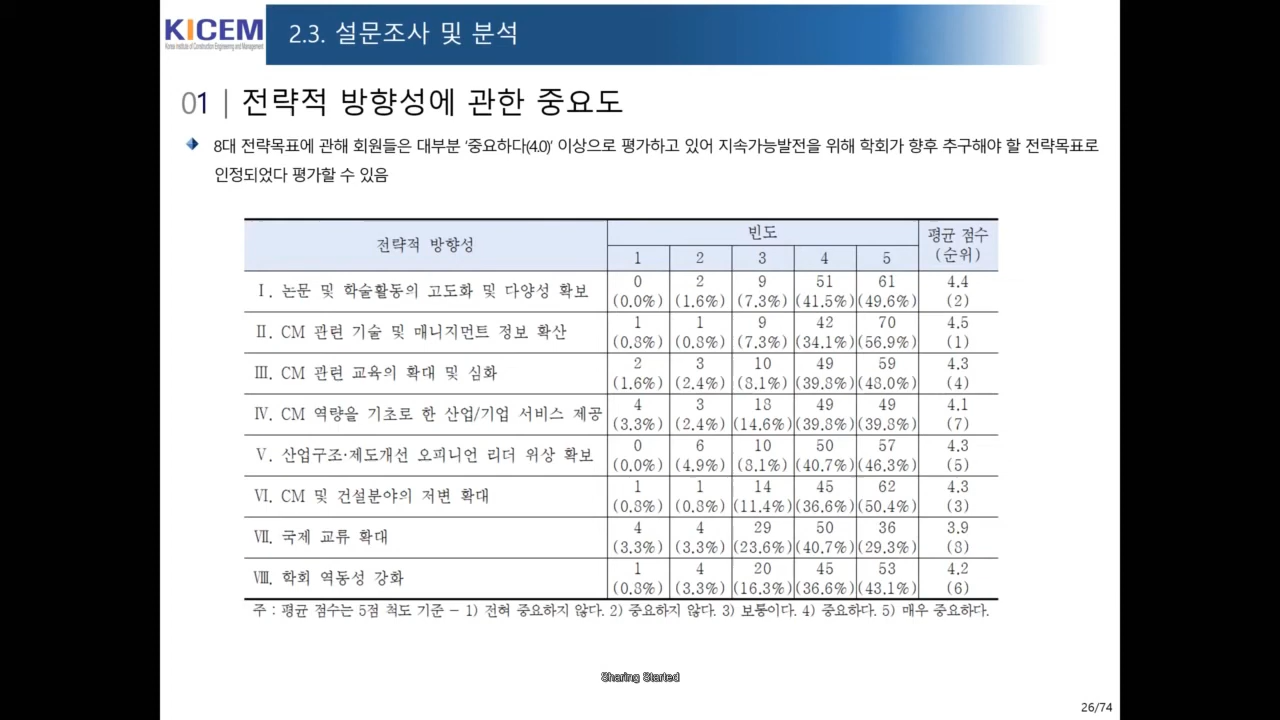 KICEM
Korea Institute of Construction Engineering and Management
2.3. 설문조사 및 분석
01 | 전략적 방향성에 관한 중요도
8대 전략목표에 관해 회원들은 대부분 '중요하다(4.0)' 이상으로 평가하고 있어 지속가능발전을 위해 학회가 향후 추구해야 할 전략목표로
인정되었다 평가할 수 있음
전략적 방향성 빈도 평균 점수
(순위)
1 2 3 4 5
Ⅰ. 논문 및 학술활동의 고도화 및 다양성 확보 0 2 9 51 61 4.4
(0.0%) (1.6%) (7.3%) (41.5%) (49.6%) (2)
Ⅱ. CM 관련 기술 및 매니지먼트 정보 확산 1 1 9 42 70 4.5
(0.8%) (0.8%) (7.3%) (34.1%) (56.9%) (1)
Ⅲ. CM 관련 교육의 확대 및 심화 2 3 10 49 59 4.3
(1.6%) (2.4%) (8.1%) (39.8%) (48.0%) (4)
Ⅳ. CM 역량을 기초로 한 산업/기업 서비스 제공 4 3 18 49 49 4.1
(3.3%) (2.4%) (14.6%) (39.8%) (39.8%) (7)
Ⅴ. 산업구조·제도개선 오피니언 리더 위상 확보 0 6 10 50 57 4.3
(0.0%) (4.9%) (8.1%) (40.7%) (46.3%) (5)
Ⅵ. CM 및 건설분야의 저변 확대 1 1 14 45 62 4.3
(0.8%) (0.8%) (11.4%) (36.6%) (50.4%) (3)
Ⅶ. 국제 교류 확대 4 4 29 50 36 3.9
(3.3%) (3.3%) (23.6%) (40.7%) (29.3%) (8)
Ⅷ. 학회 역동성 강화 1 4 20 45 53 4.2
(0.8%) (3.3%) (16.3%) (36.6%) (43.1%) (6)
주 : 평균 점수는 5점 척도 기준 - 1) 전혀 중요하지 않다. 2) 중요하지 않다. 3) 보통이다. 4) 중요하다. 5) 매우 중요하다.
Sharing Started
26/74